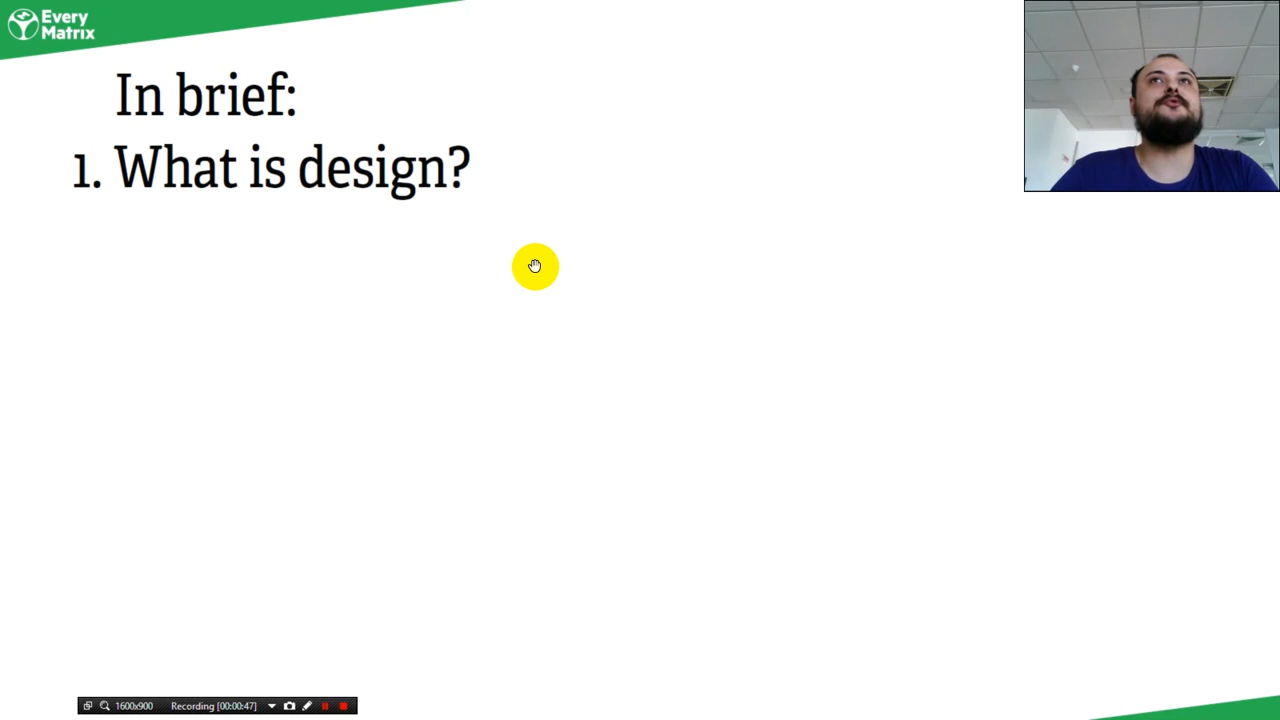 Every
Matrix
In brief:
1. What is design?
1600x900 Recording [00:00:47]